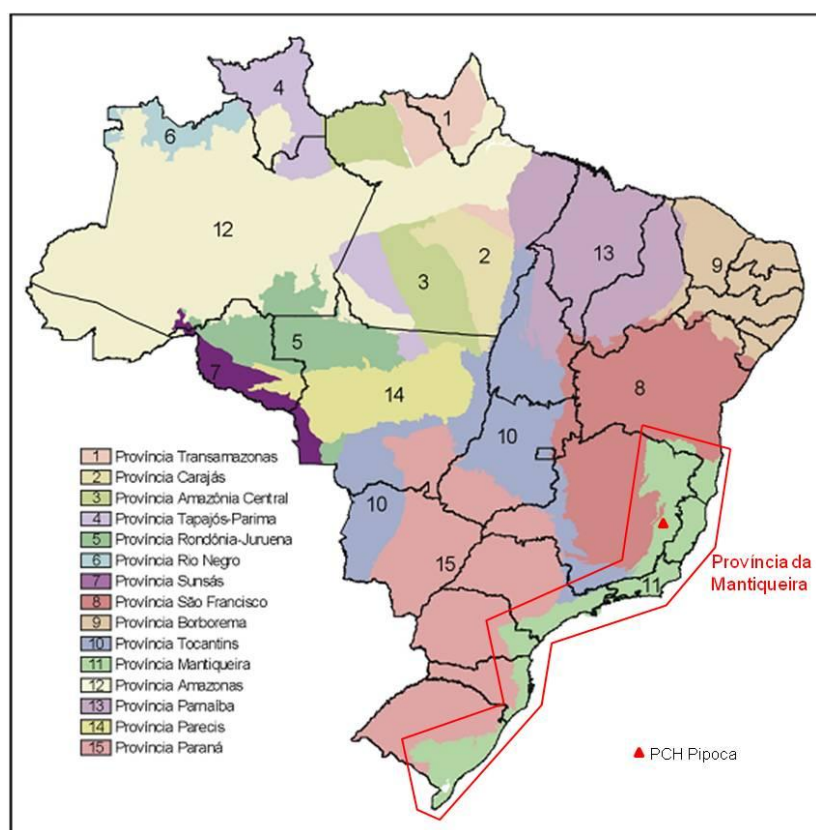 4
1
6
12
2
13
9
3
5
7
14
8
10
1 Província Transamazonas
2 Província Carajás
3 Província Amazônia Central
4 Província Tapajós-Parima
5 Província Rondônia-Juruena
6 Província Rio Negro
7 Província Sunsás
8 Província São Francisco
9 Província Borborema
10 Província Tocantins
11 Província Mantiqueira
12 Província Amazonas
13 Província Parnaíba
14 Província Parecis
15 Província Paraná
10
15
11
Província da
Mantiqueira
PCH Pipoca